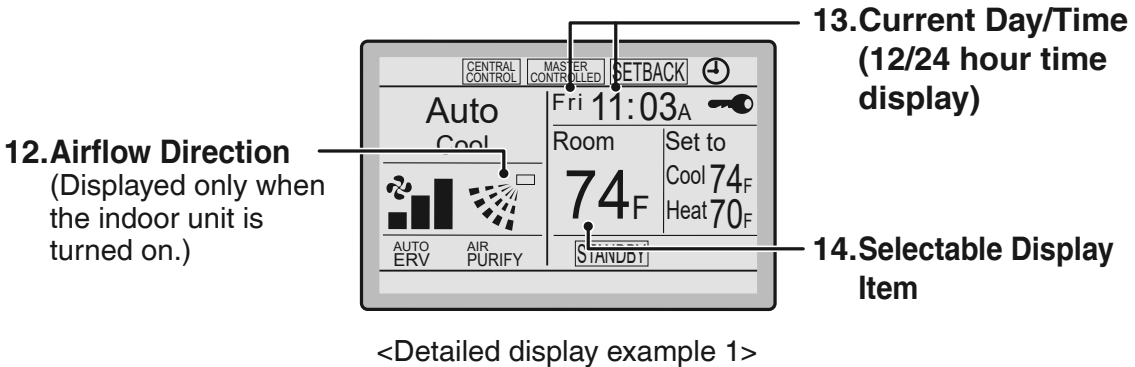 13.Current Day/Time
(12/24 hour time
display)
12.Airflow Direction
(Displayed only when
the indoor unit is
turned on.)
CENTRAL
CONTROL
MASTER
CONTROLLED
SETBACK
Auto
Cool
Fri 11:03A
Room
74F
Set to
Cool 74F
Heat 70F
AUTO
ERV
AIR
PURIFY
STANDBY
14.Selectable Display
Item
<Detailed display example 1>